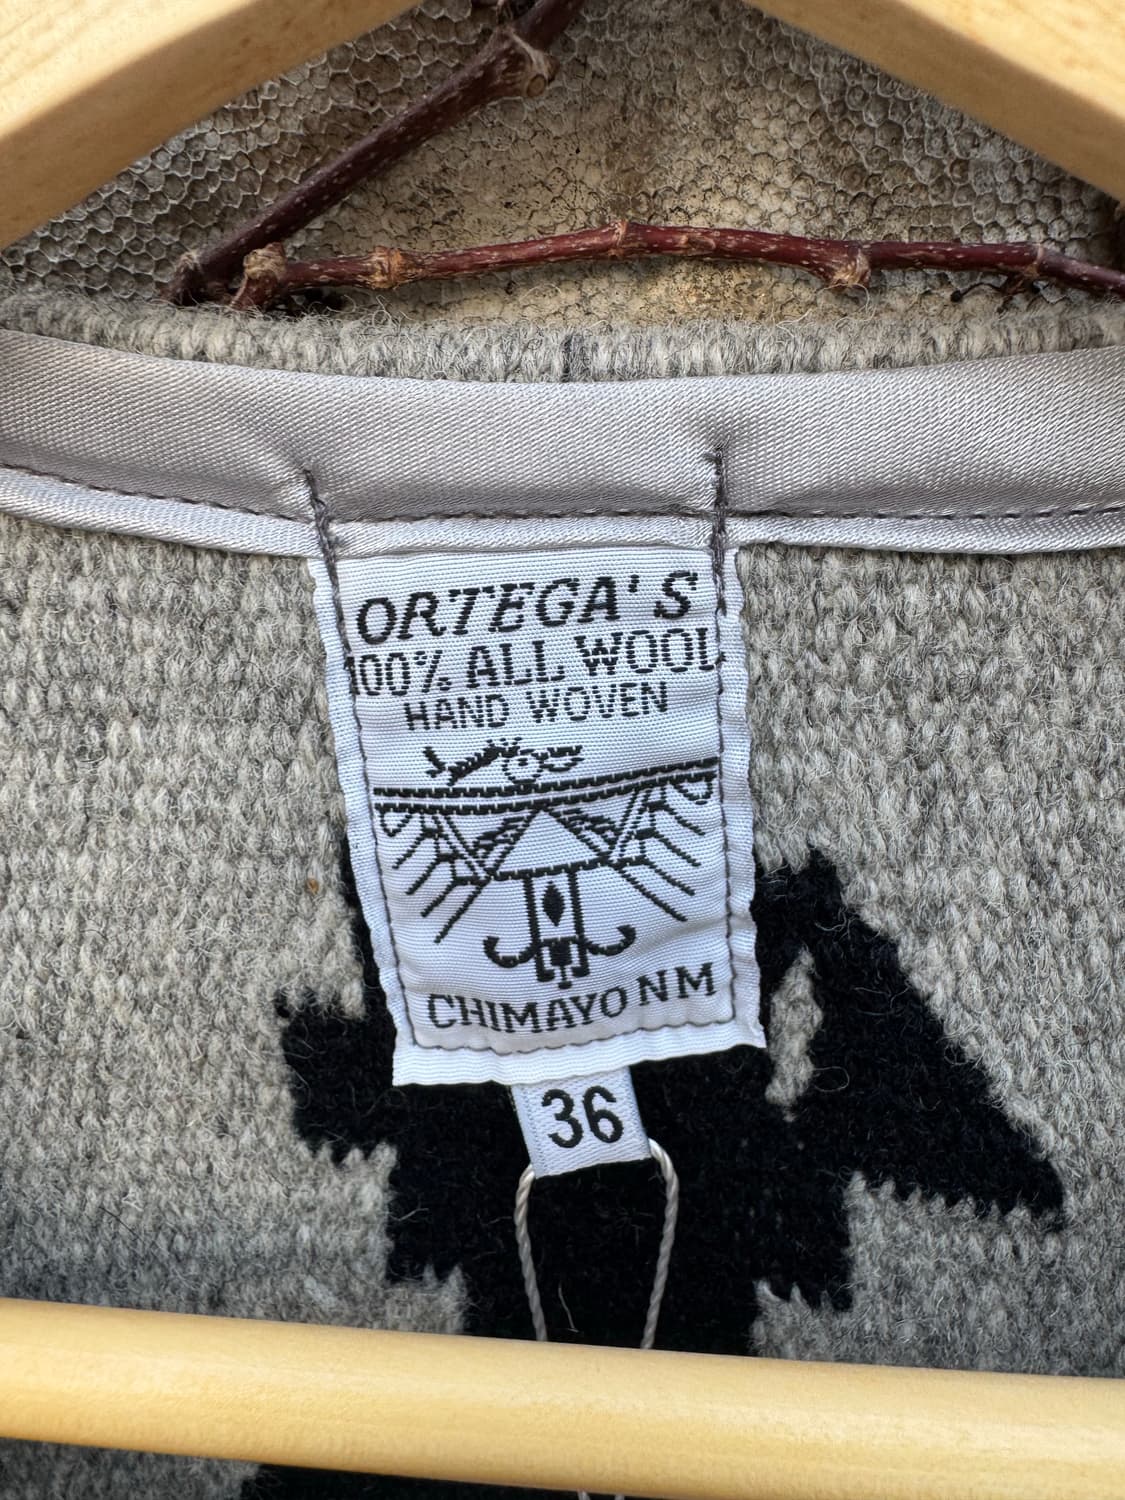 ORTEGA'S
100% ALL WOOL
HAND WOVEN
CHIMAYO NM
36